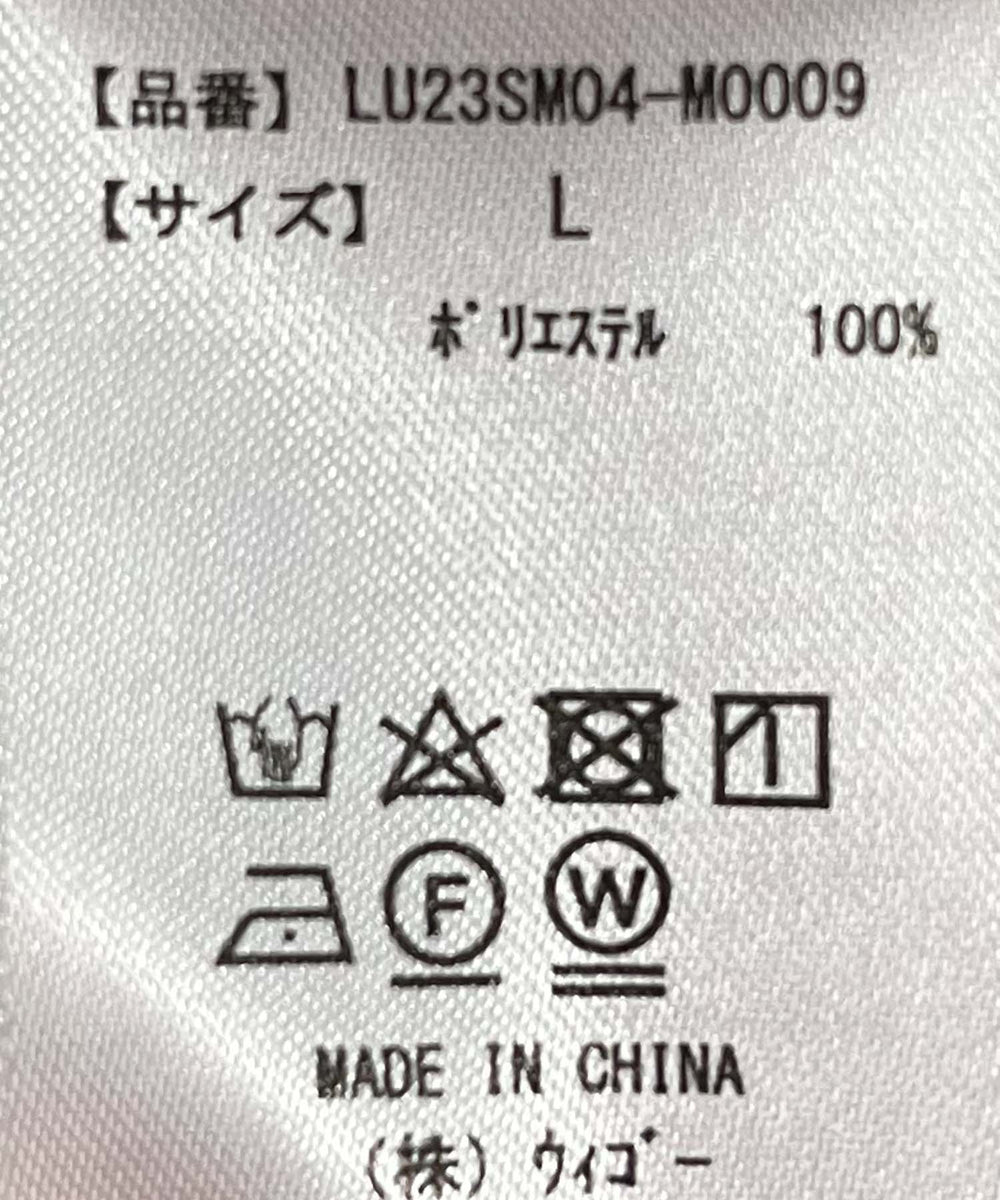 【品番】 LU23SM04-M0009
【サイズ】 L
ﾎﾟﾘｴｽﾃﾙ 100%
F W
MADE IN CHINA
(株) ｳｨｺﾞｰ